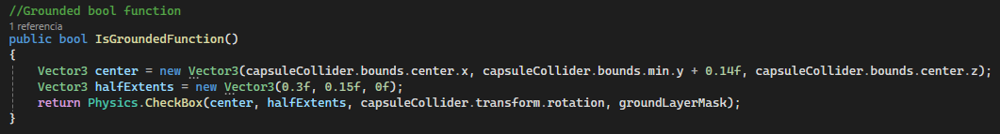 //Grounded bool function
1 referencia
public bool IsGroundedFunction()
{
Vector3 center = new Vector3(capsuleCollider.bounds.center.x, capsuleCollider.bounds.min.y + 0.14f, capsuleCollider.bounds.center.z);
Vector3 halfExtents = new Vector3(0.3f, 0.15f, 0f);
return Physics.CheckBox(center, halfExtents, capsuleCollider.transform.rotation, groundLayerMask);
}